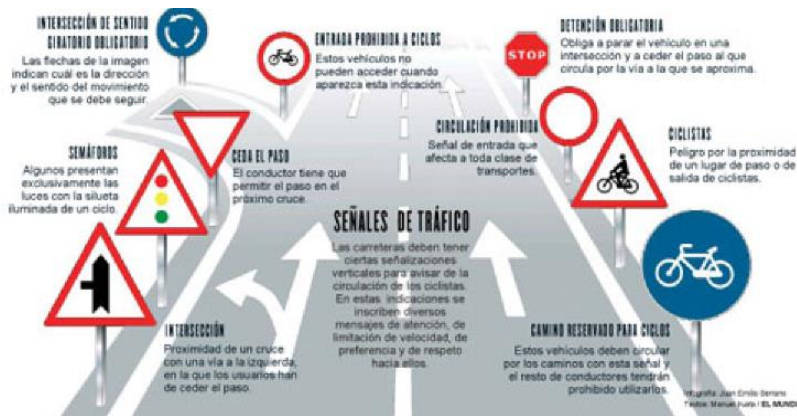 INTERSECCIÓN DE SENTIDO
GIRATORIO OBLIGATORIO
Las flechas de la imagen
indican cuál es la dirección
y el sentido del movimiento
que se debe seguir.
ENTRADA PROHIBIDA A CICLOS
Estos vehículos no
pueden acceder cuando
aparezca esta indicación.
STOP
DETENCIÓN OBLIGATORIA
Obliga a parar el vehículo en una
intersección y a ceder el paso al que
circula por la vía a la que se aproxima.
SEMÁFOROS
Algunos presentan
exclusivamente las
luces con la silueta
iluminada de un ciclo.
CEDA EL PASO
El conductor tiene que
permitir el paso en el
próximo cruce.
CIRCULACIÓN PROHIBIDA
Señal de entrada que
afecta a toda clase de
transportes.
CICLISTAS
Peligro por la proximidad
de un lugar de paso o de
salida de ciclistas.
SEÑALES DE TRÁFICO
Las carreteras deben tener
ciertas señalizaciones
verticales para avisar de la
circulación de los ciclistas.
En estas indicaciones se
inscriben diversos
mensajes de atención, de
limitación de velocidad, de
preferencia y de respeto
hacia ellos.
INTERSECCIÓN
Proximidad de un cruce
con una vía a la izquierda,
en la que los usuarios han
de ceder el paso.
CAMINO RESERVADO PARA CICLOS
Estos vehículos deben circular
por los caminos con esta señal y
el resto de conductores tendrán
prohibido utilizarlos.
Infografía: Juan Emilio Serrano
Textos: Manuel / EL MUNDO